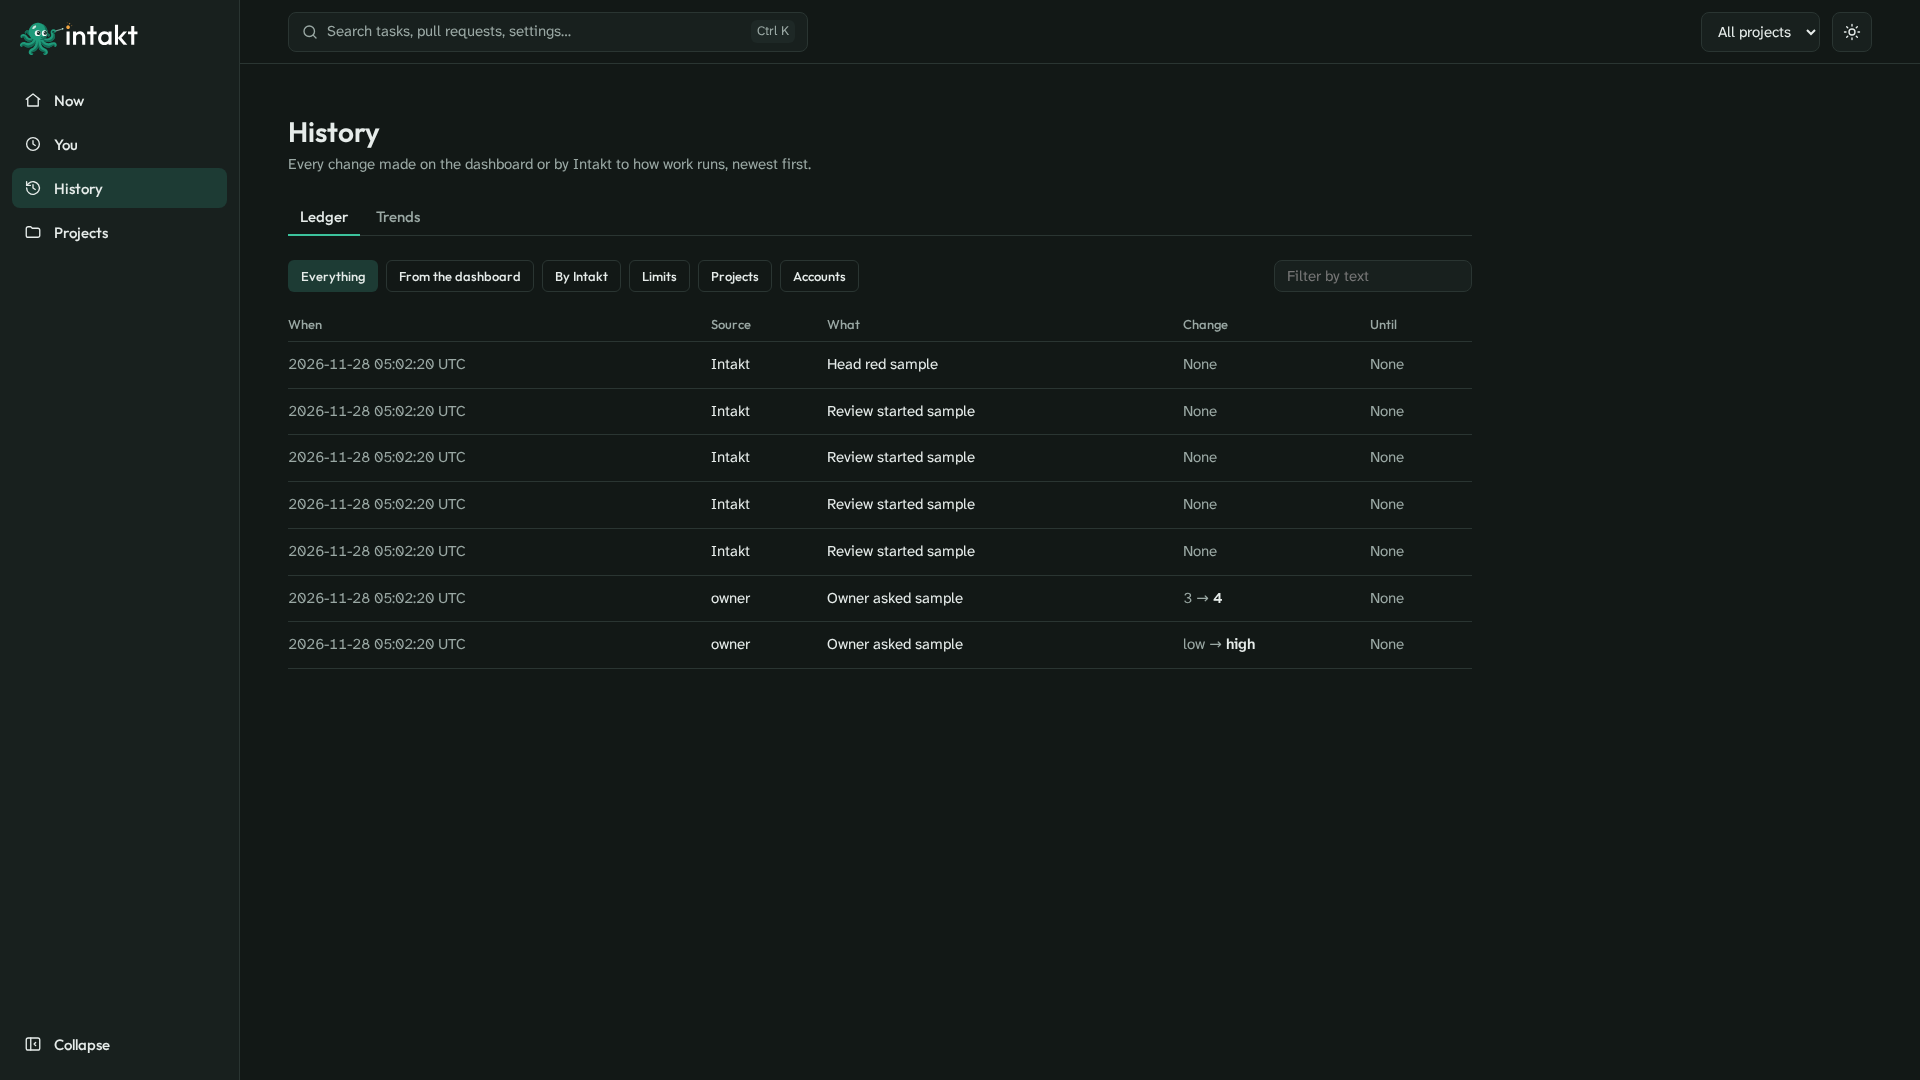 intakt
Search tasks, pull requests, settings...
Ctrl K
All projects
Now
You
History
Projects
Collapse
History
Every change made on the dashboard or by Intakt to how work runs, newest first.
Ledger Trends
Everything From the dashboard By Intakt Limits Projects Accounts Filter by text
When Source What Change Until
2026-11-28 05:02:20 UTC Intakt Head red sample None None
2026-11-28 05:02:20 UTC Intakt Review started sample None None
2026-11-28 05:02:20 UTC Intakt Review started sample None None
2026-11-28 05:02:20 UTC Intakt Review started sample None None
2026-11-28 05:02:20 UTC Intakt Review started sample None None
2026-11-28 05:02:20 UTC owner Owner asked sample 3 → 4 None
2026-11-28 05:02:20 UTC owner Owner asked sample low → high None